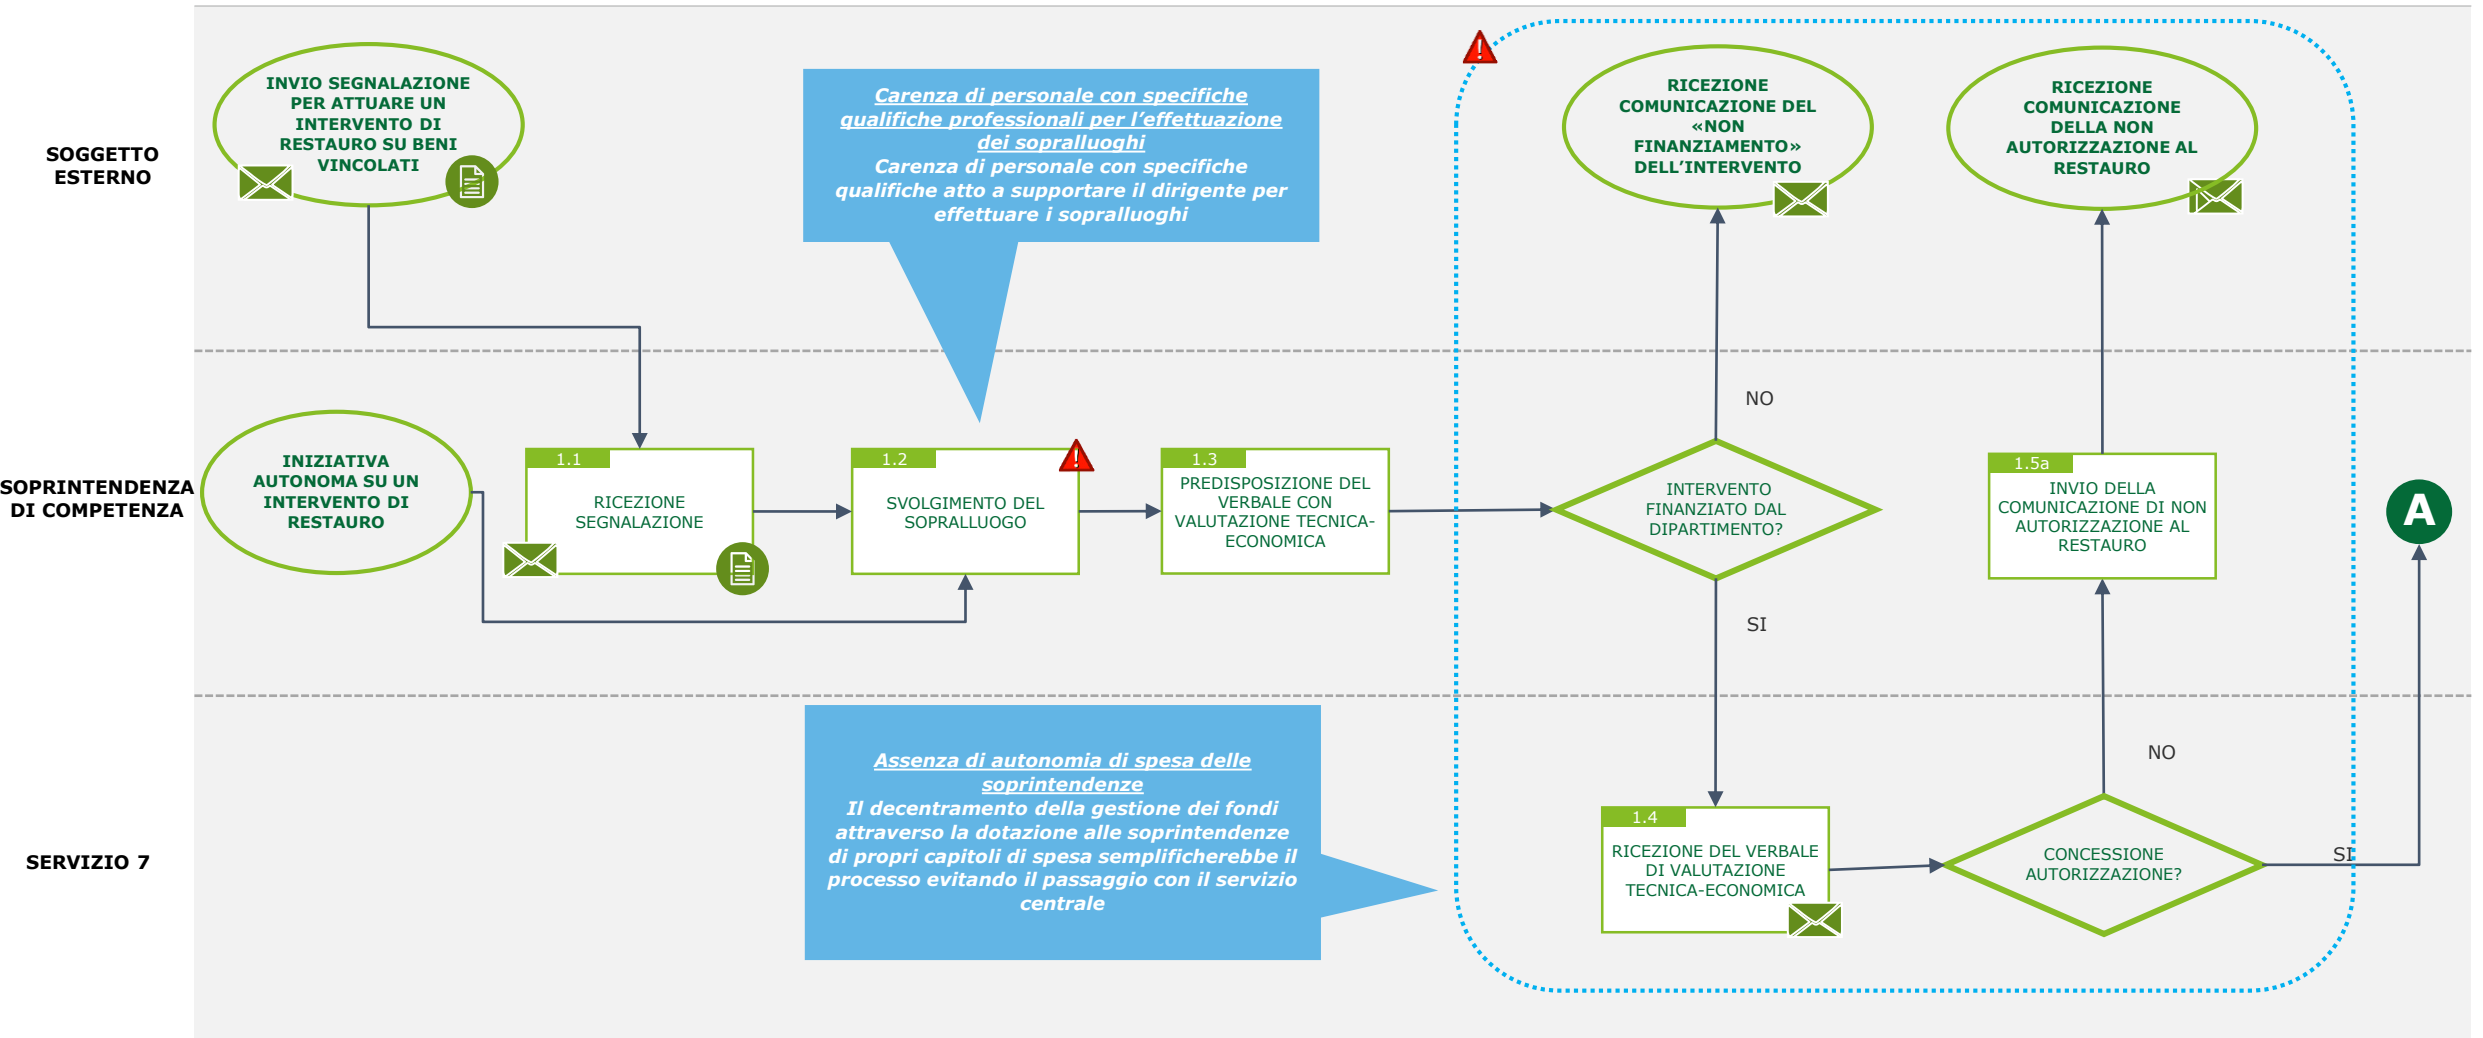 SOGGETTO
ESTERNO
INVIO SEGNALAZIONE
PER ATTUARE UN
INTERVENTO DI
RESTAURO SU BENI
VINCOLATI
Carenza di personale con specifiche
qualifiche professionali per l'effettuazione
dei sopralluoghi
Carenza di personale con specifiche
qualifiche atto a supportare il dirigente per
effettuare i sopralluoghi
!
RICEZIONE
COMUNICAZIONE DEL
«NON
FINANZIAMENTO»
DELL'INTERVENTO
RICEZIONE
COMUNICAZIONE
DELLA NON
AUTORIZZAZIONE AL
RESTAURO
SOPRINTENDENZA
DI COMPETENZA
INIZIATIVA
AUTONOMA SU UN
INTERVENTO DI
RESTAURO
1.1
RICEZIONE
SEGNALAZIONE
1.2
!
SVOLGIMENTO DEL
SOPRALLUOGO
1.3
PREDISPOSIZIONE DEL
VERBALE CON
VALUTAZIONE TECNICA-
ECONOMICA
NO
INTERVENTO
FINANZIATO DAL
DIPARTIMENTO?
SI
1.5a
INVIO DELLA
COMUNICAZIONE DI NON
AUTORIZZAZIONE AL
RESTAURO
A
SERVIZIO 7
Assenza di autonomia di spesa delle
soprintendenze
Il decentramento della gestione dei fondi
attraverso la dotazione alle soprintendenze
di propri capitoli di spesa semplificherebbe il
processo evitando il passaggio con il servizio
centrale
1.4
RICEZIONE DEL VERBALE
DI VALUTAZIONE
TECNICA-ECONOMICA
NO
CONCESSIONE
AUTORIZZAZIONE?
SI